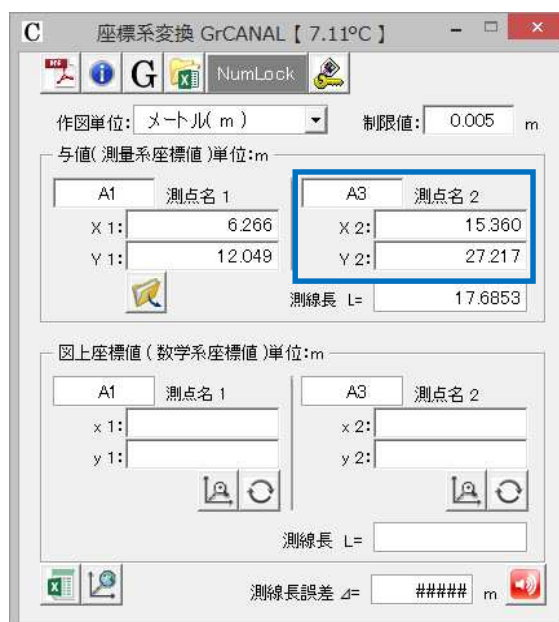 C 座標系変換 GrCANAL【 7.11ºC 】
G NumLock
作図単位: メートル( m ) 制限値: 0.005 m
与値( 測量系座標値 )単位:m
A1 測点名 1 A3 測点名 2
X 1: 6.266 X 2: 15.360
Y 1: 12.049 Y 2: 27.217
測線長 L= 17.6853
図上座標値 ( 数学系座標値 )単位:m
A1 測点名 1 A3 測点名 2
x 1: x 2:
y 1: y 2:
測線長 L=
測線長誤差 ⊿= ##### m